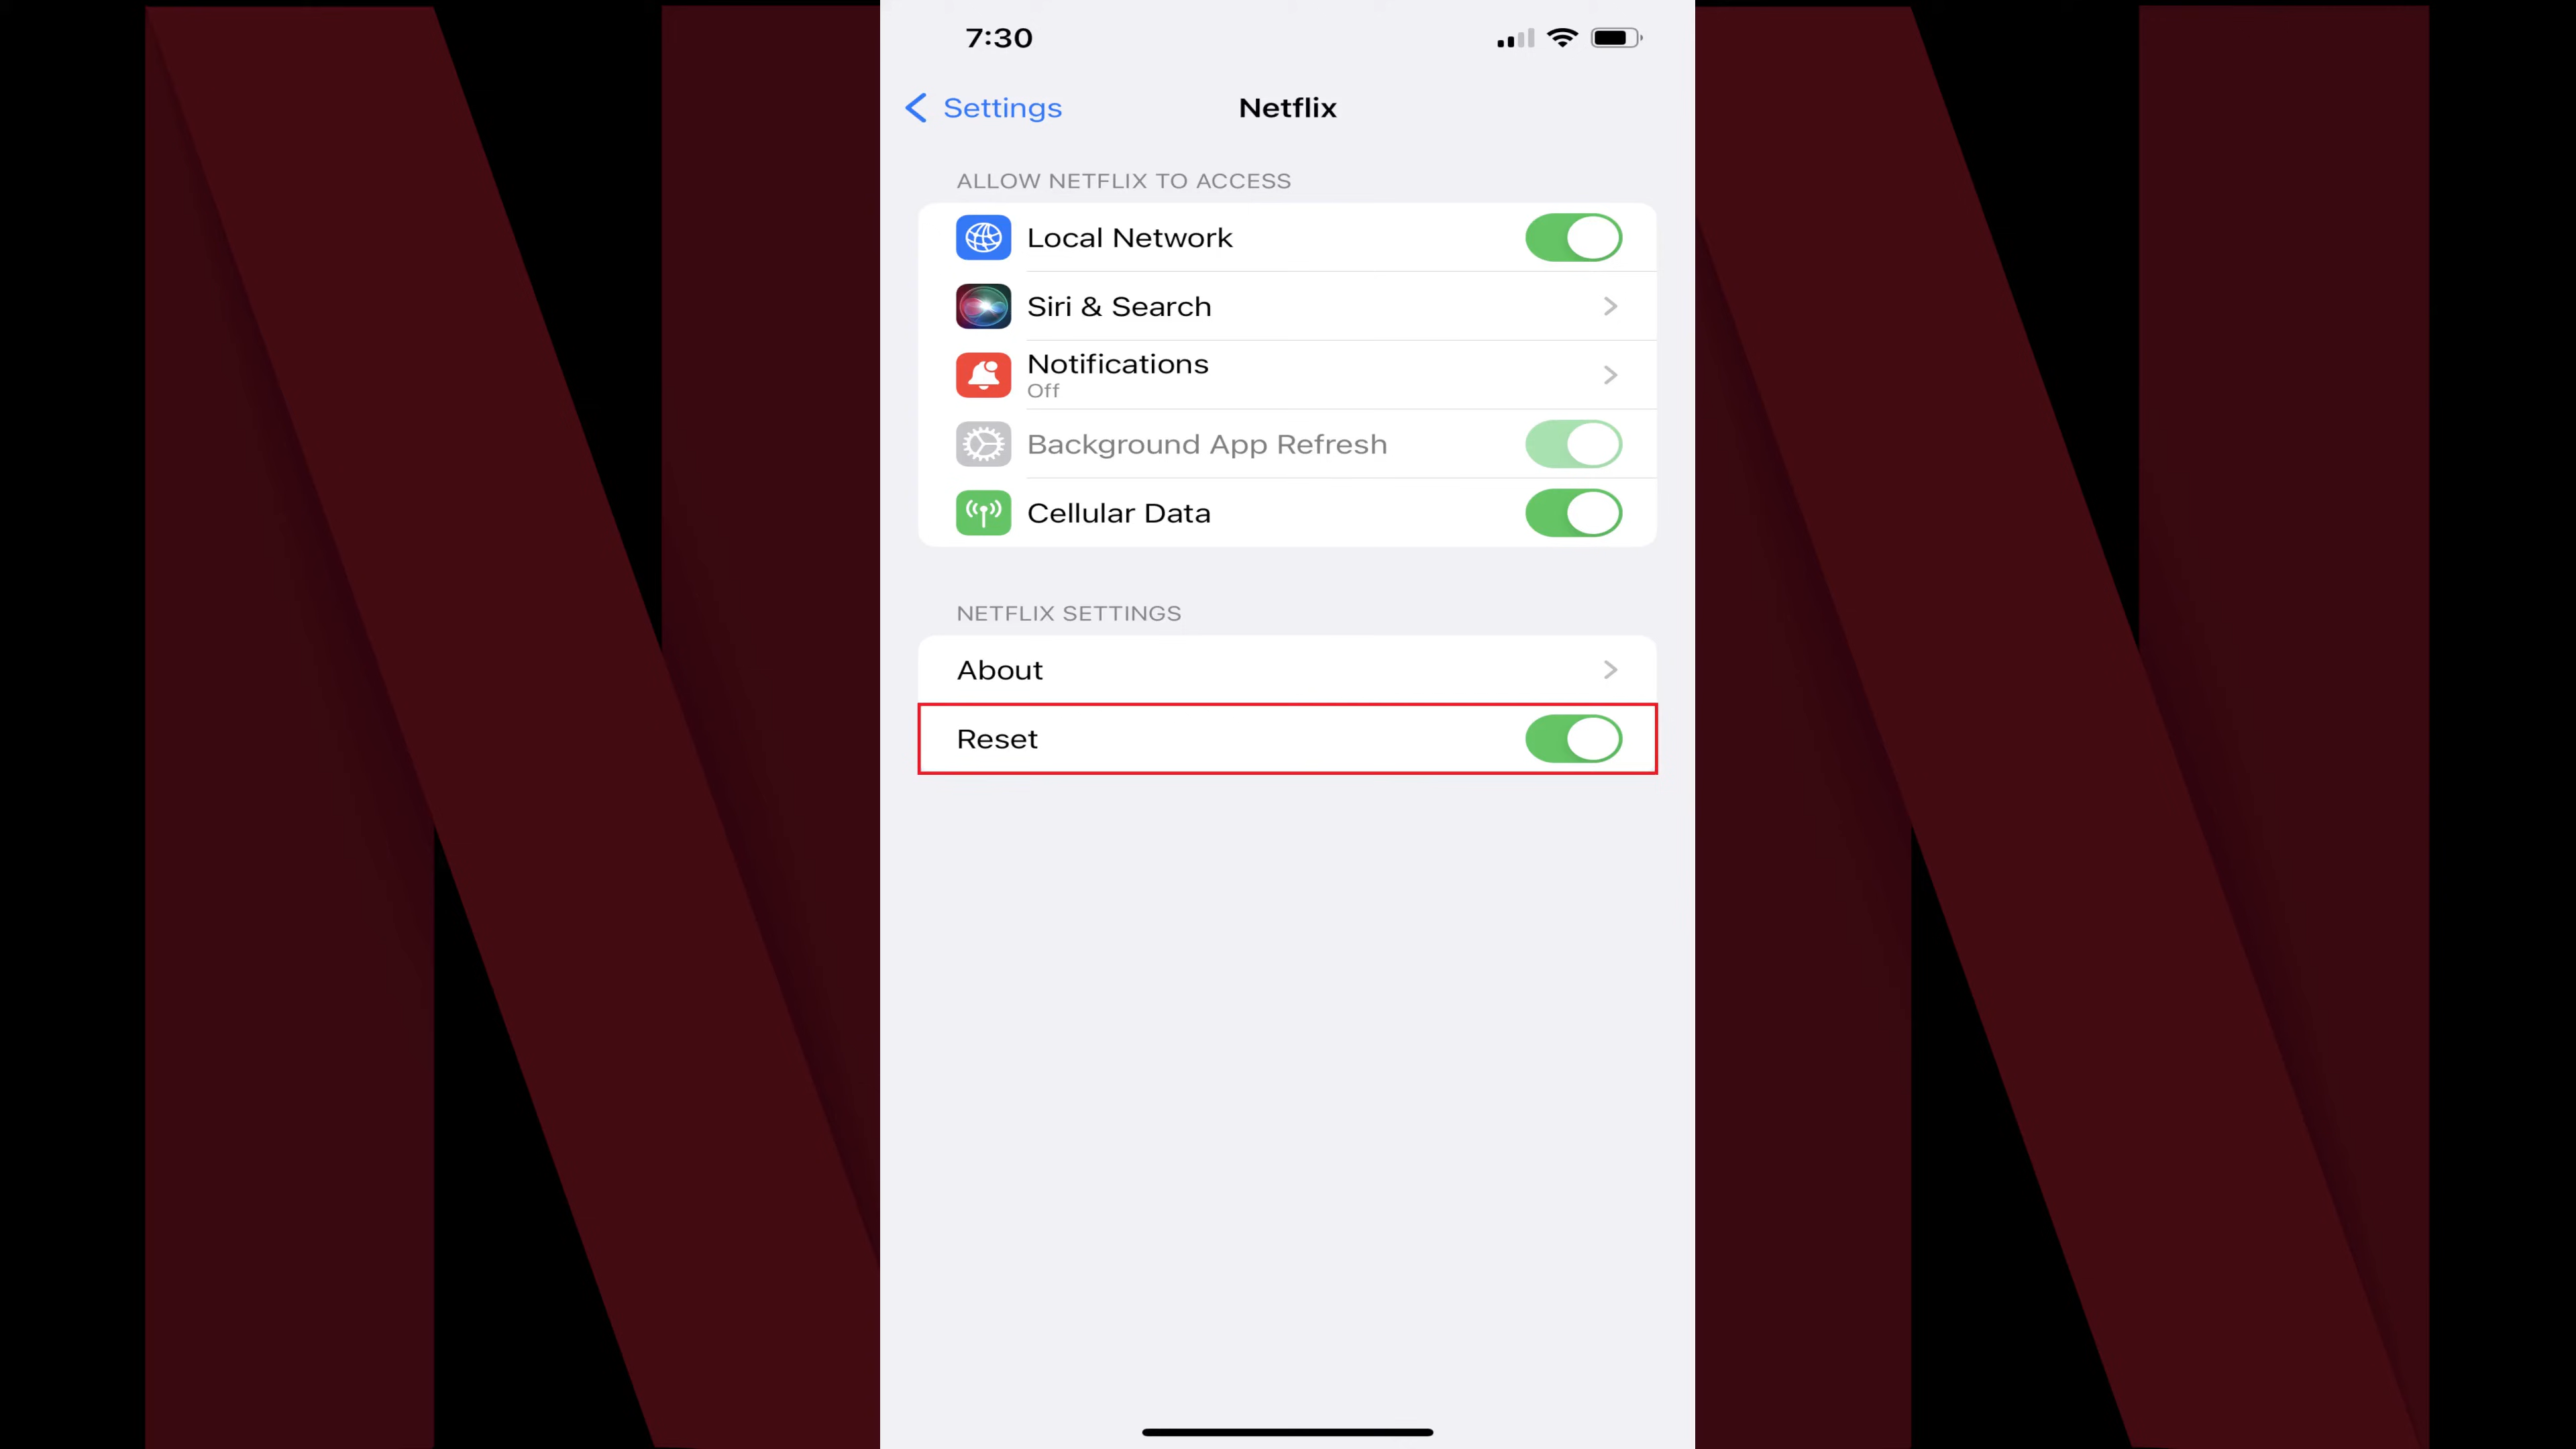 7:30
Settings
Netflix
ALLOW NETFLIX TO ACCESS
Local Network
Siri & Search
Notifications
Off
Background App Refresh
Cellular Data
NETFLIX SETTINGS
About
Reset